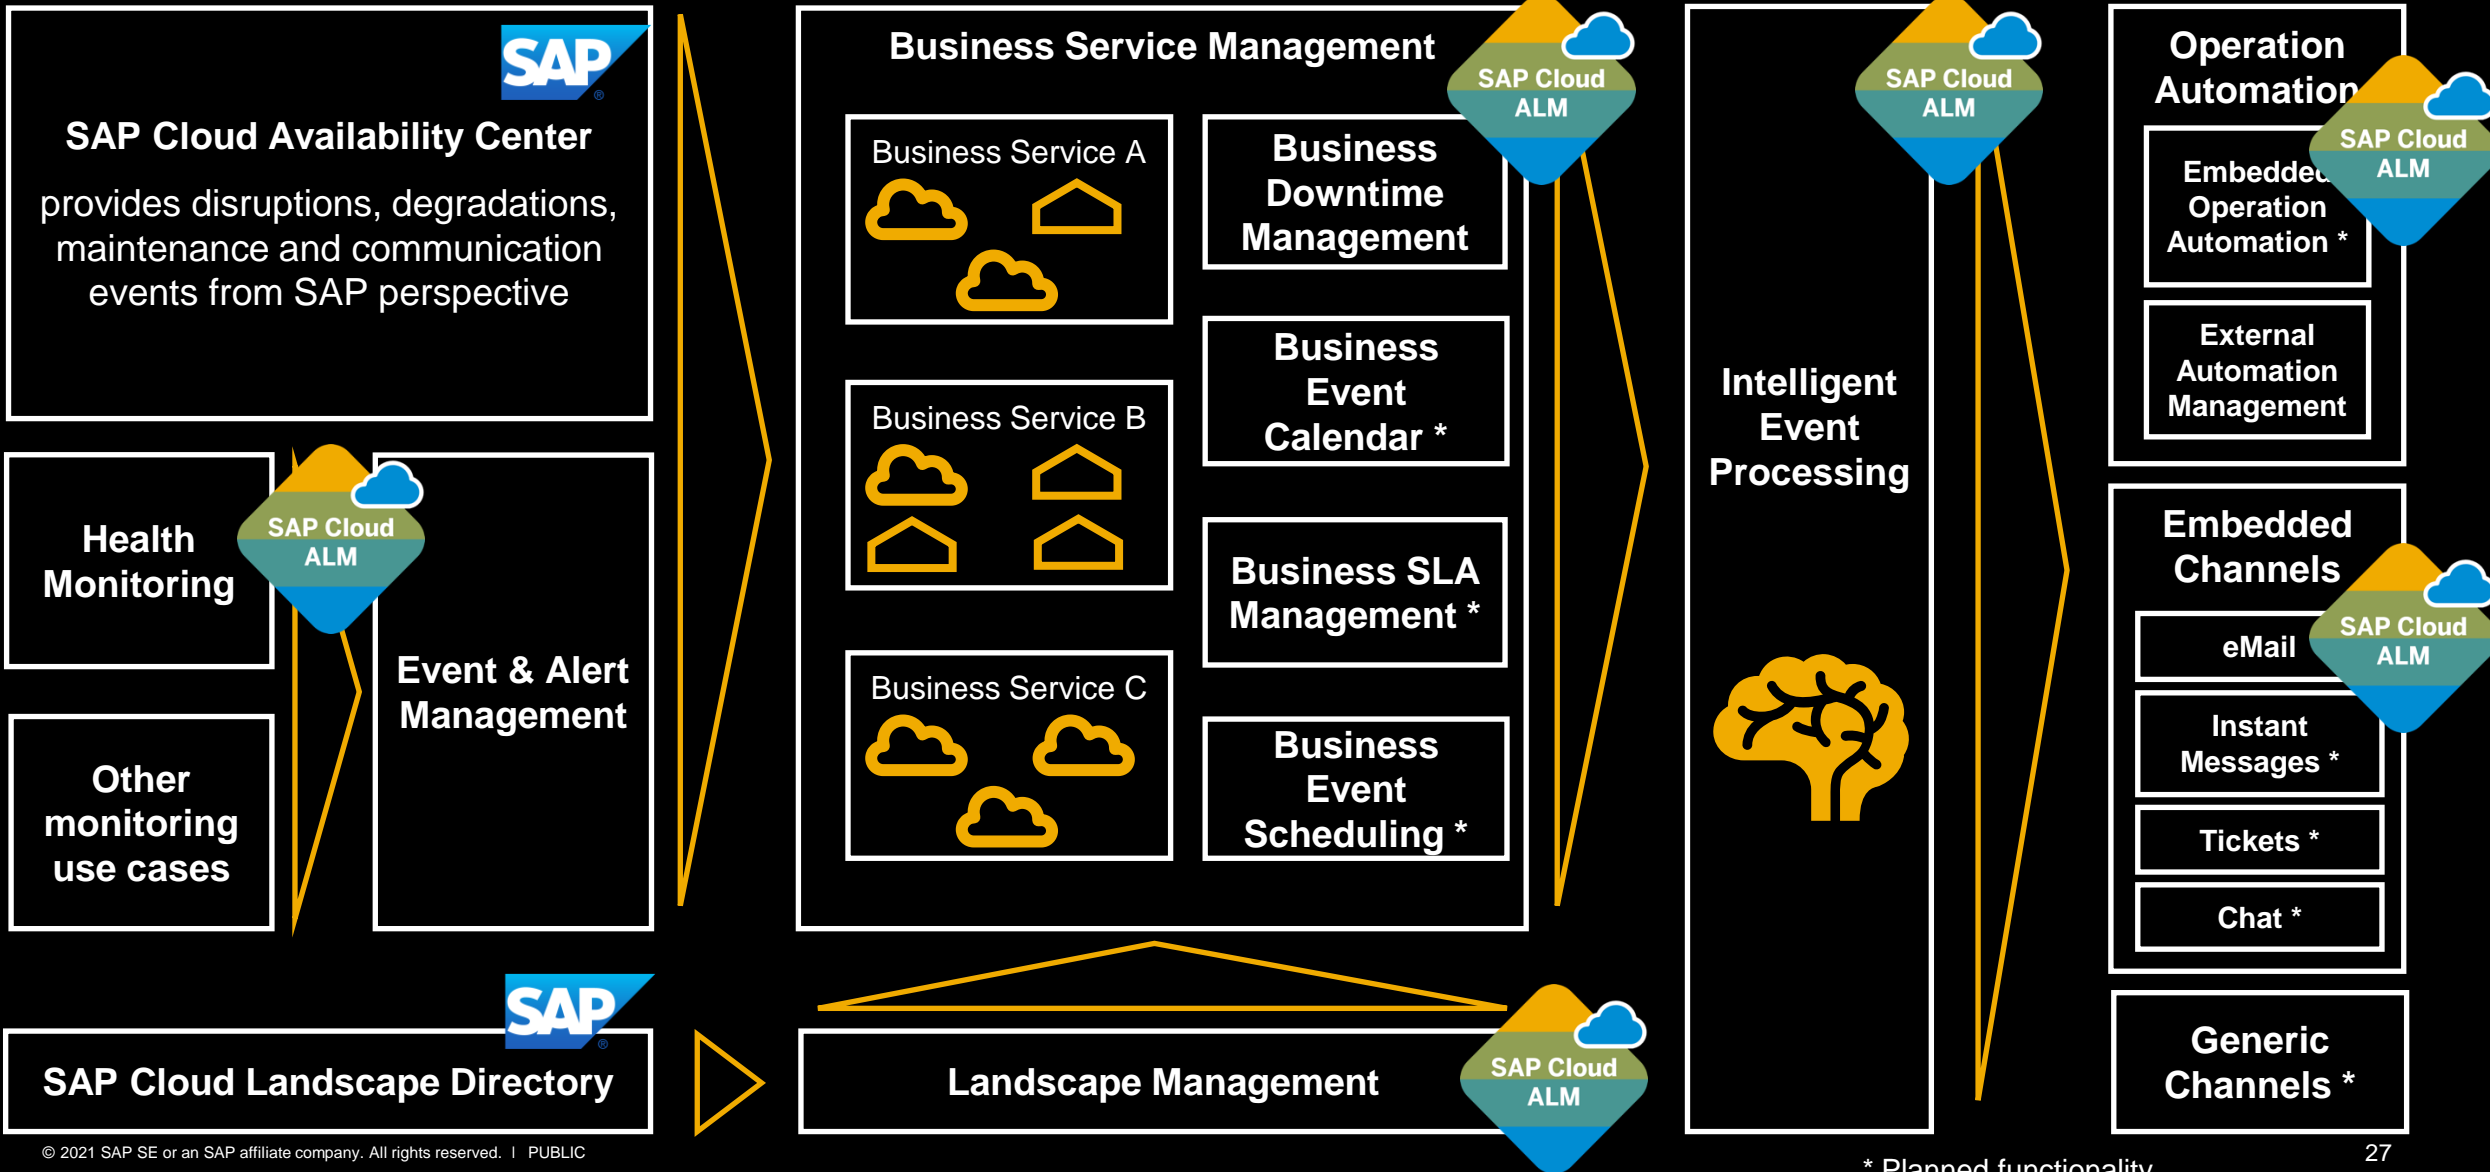 SAP
®
SAP Cloud Availability Center
provides disruptions, degradations,
maintenance and communication
events from SAP perspective
Health
Monitoring
SAP Cloud
ALM
Other
monitoring
use cases
Event & Alert
Management
SAP
®
SAP Cloud Landscape Directory
Business Service Management
SAP Cloud
ALM
Business Service A
Business Service B
Business Service C
Business
Downtime
Management
Business
Event
Calendar *
Business SLA
Management *
Business
Event
Scheduling *
Landscape Management
SAP Cloud
ALM
SAP Cloud
ALM
Intelligent
Event
Processing
Operation
Automation
SAP Cloud
ALM
Embedded
Operation
Automation *
External
Automation
Management
Embedded
Channels
SAP Cloud
ALM
eMail
Instant
Messages *
Tickets *
Chat *
Generic
Channels *
© 2021 SAP SE or an SAP affiliate company. All rights reserved. ǀ PUBLIC
* Planned functionality
27